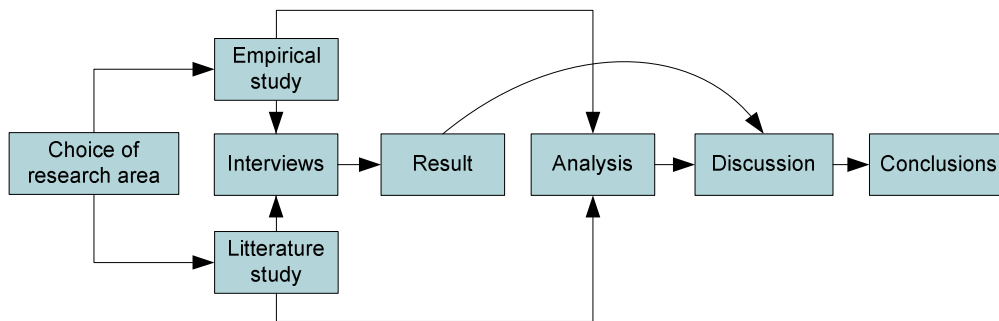 Empirical
study
Choice of
research area
Interviews
Result
Analysis
Discussion
Conclusions
Litterature
study